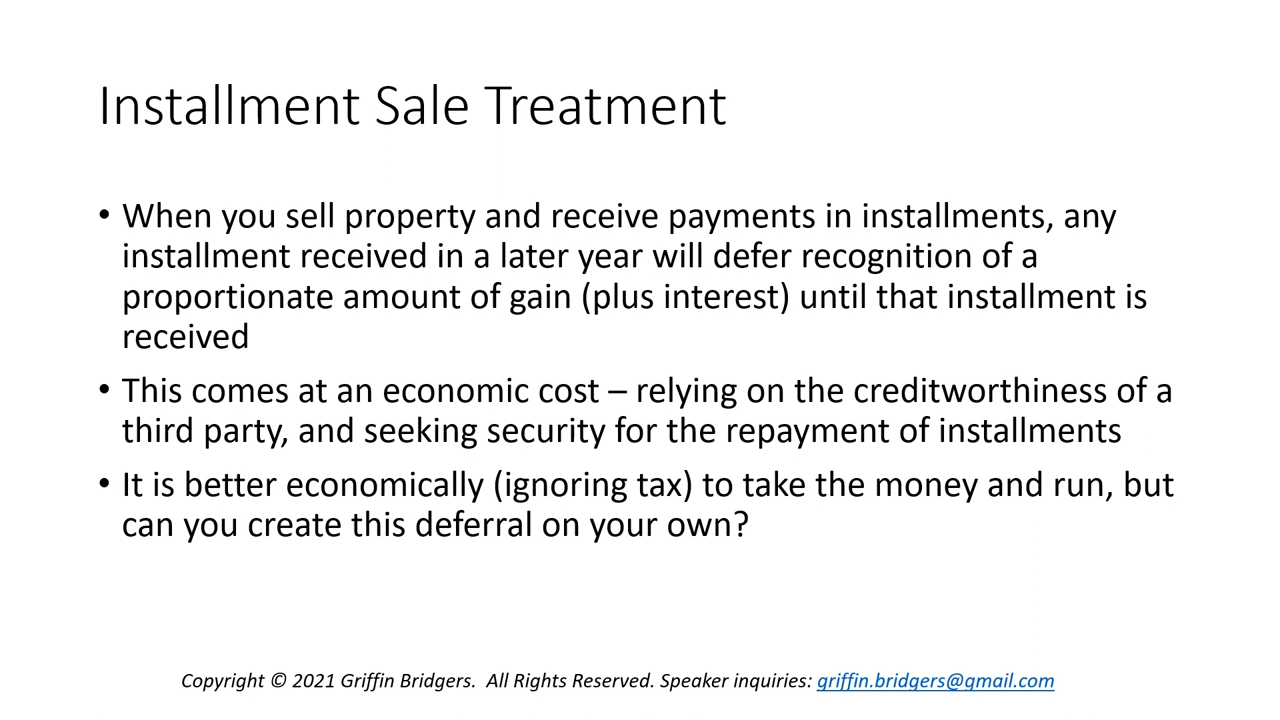 Installment Sale Treatment
• When you sell property and receive payments in installments, any
installment received in a later year will defer recognition of a
proportionate amount of gain (plus interest) until that installment is
received
• This comes at an economic cost – relying on the creditworthiness of a
third party, and seeking security for the repayment of installments
• It is better economically (ignoring tax) to take the money and run, but
can you create this deferral on your own?
Copyright © 2021 Griffin Bridgers.  All Rights Reserved. Speaker inquiries: griffin.bridgers@gmail.com